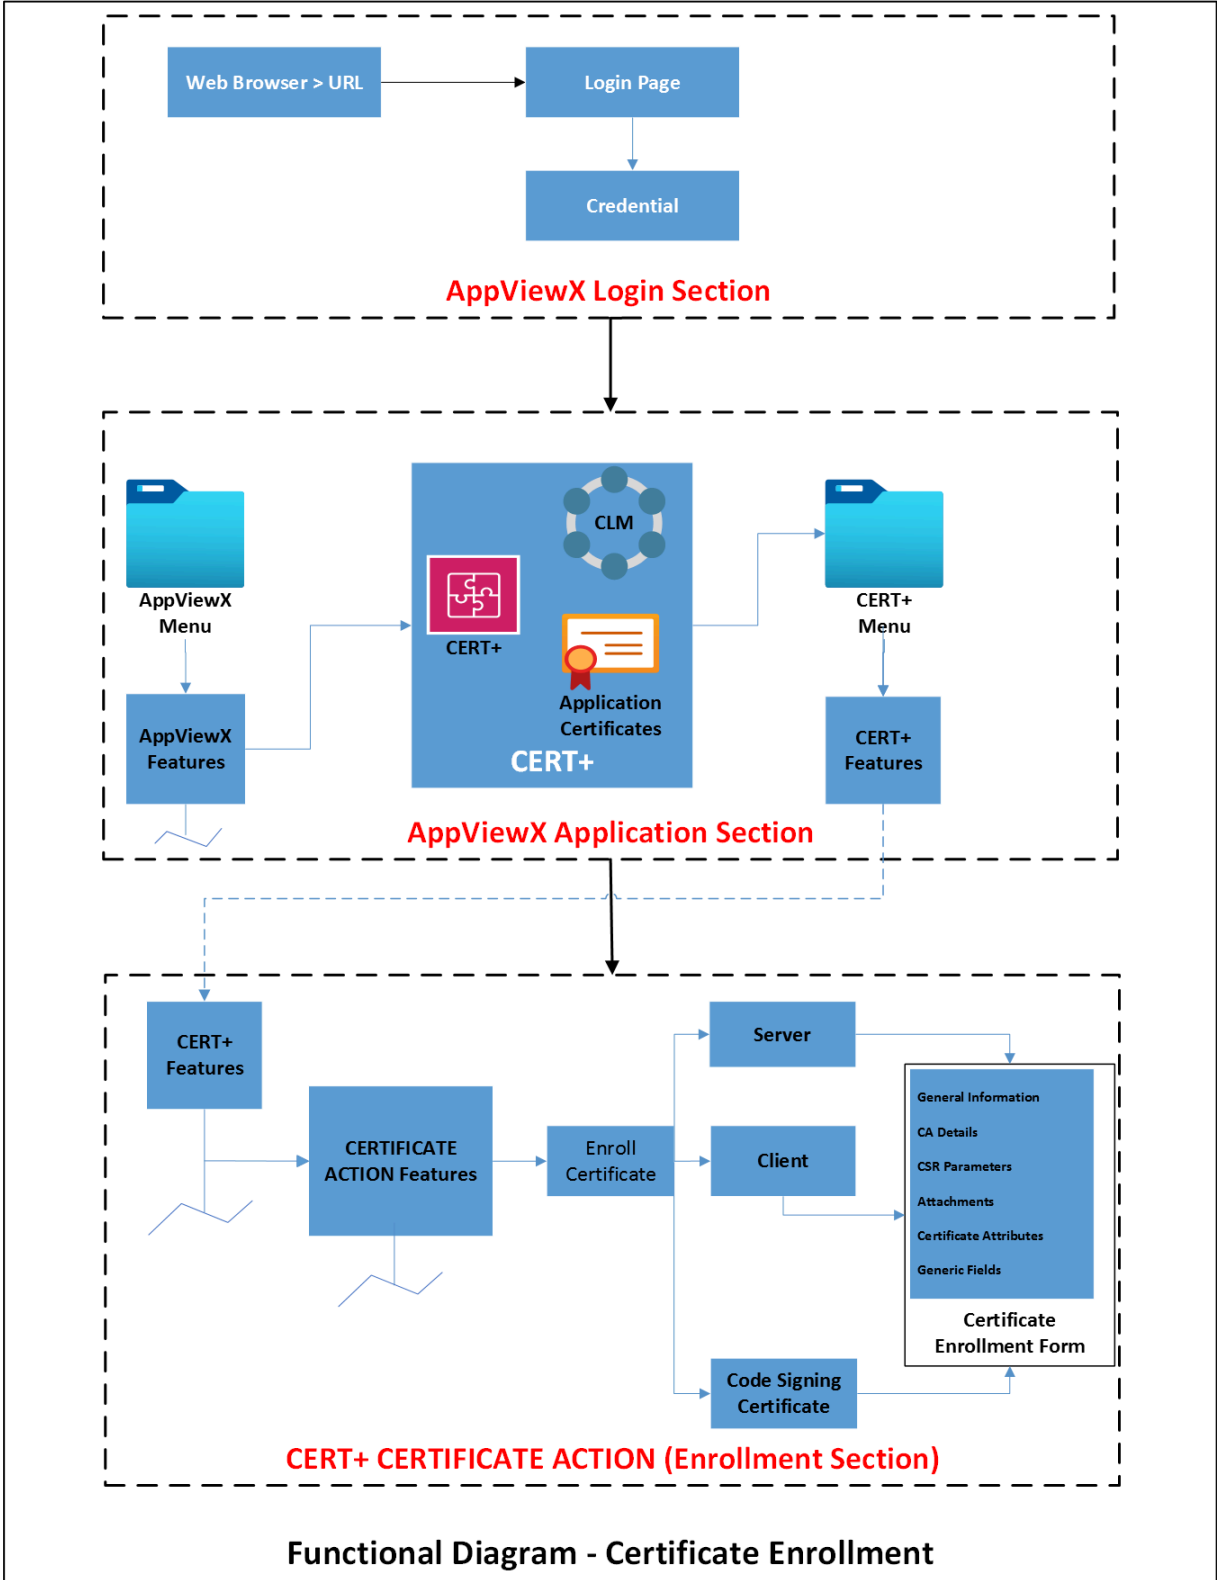 Web Browser > URL
Login Page
Credential
AppViewX Login Section
AppViewX
Menu
AppViewX
Features
CLM
CERT+
Application
Certificates
CERT+
CERT+
Menu
CERT+
Features
AppViewX Application Section
CERT+
Features
CERTIFICATE
ACTION Features
Enroll
Certificate
Server
Client
Code Signing
Certificate
General Information
CA Details
CSR Parameters
Attachments
Certificate Attributes
Generic Fields
Certificate
Enrollment Form
CERT+ CERTIFICATE ACTION (Enrollment Section)
Functional Diagram - Certificate Enrollment